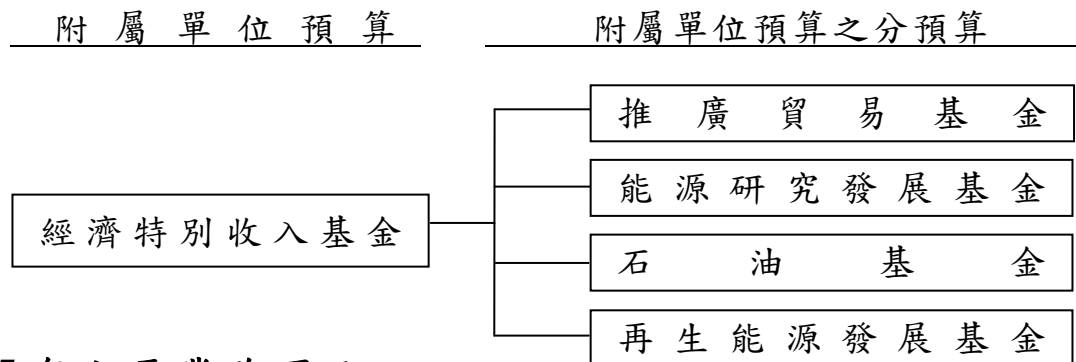 附屬單位預算
附屬單位預算之分預算
推廣貿易基金
能源研究發展基金
經濟特別收入基金
石油基金
再生能源發展基金